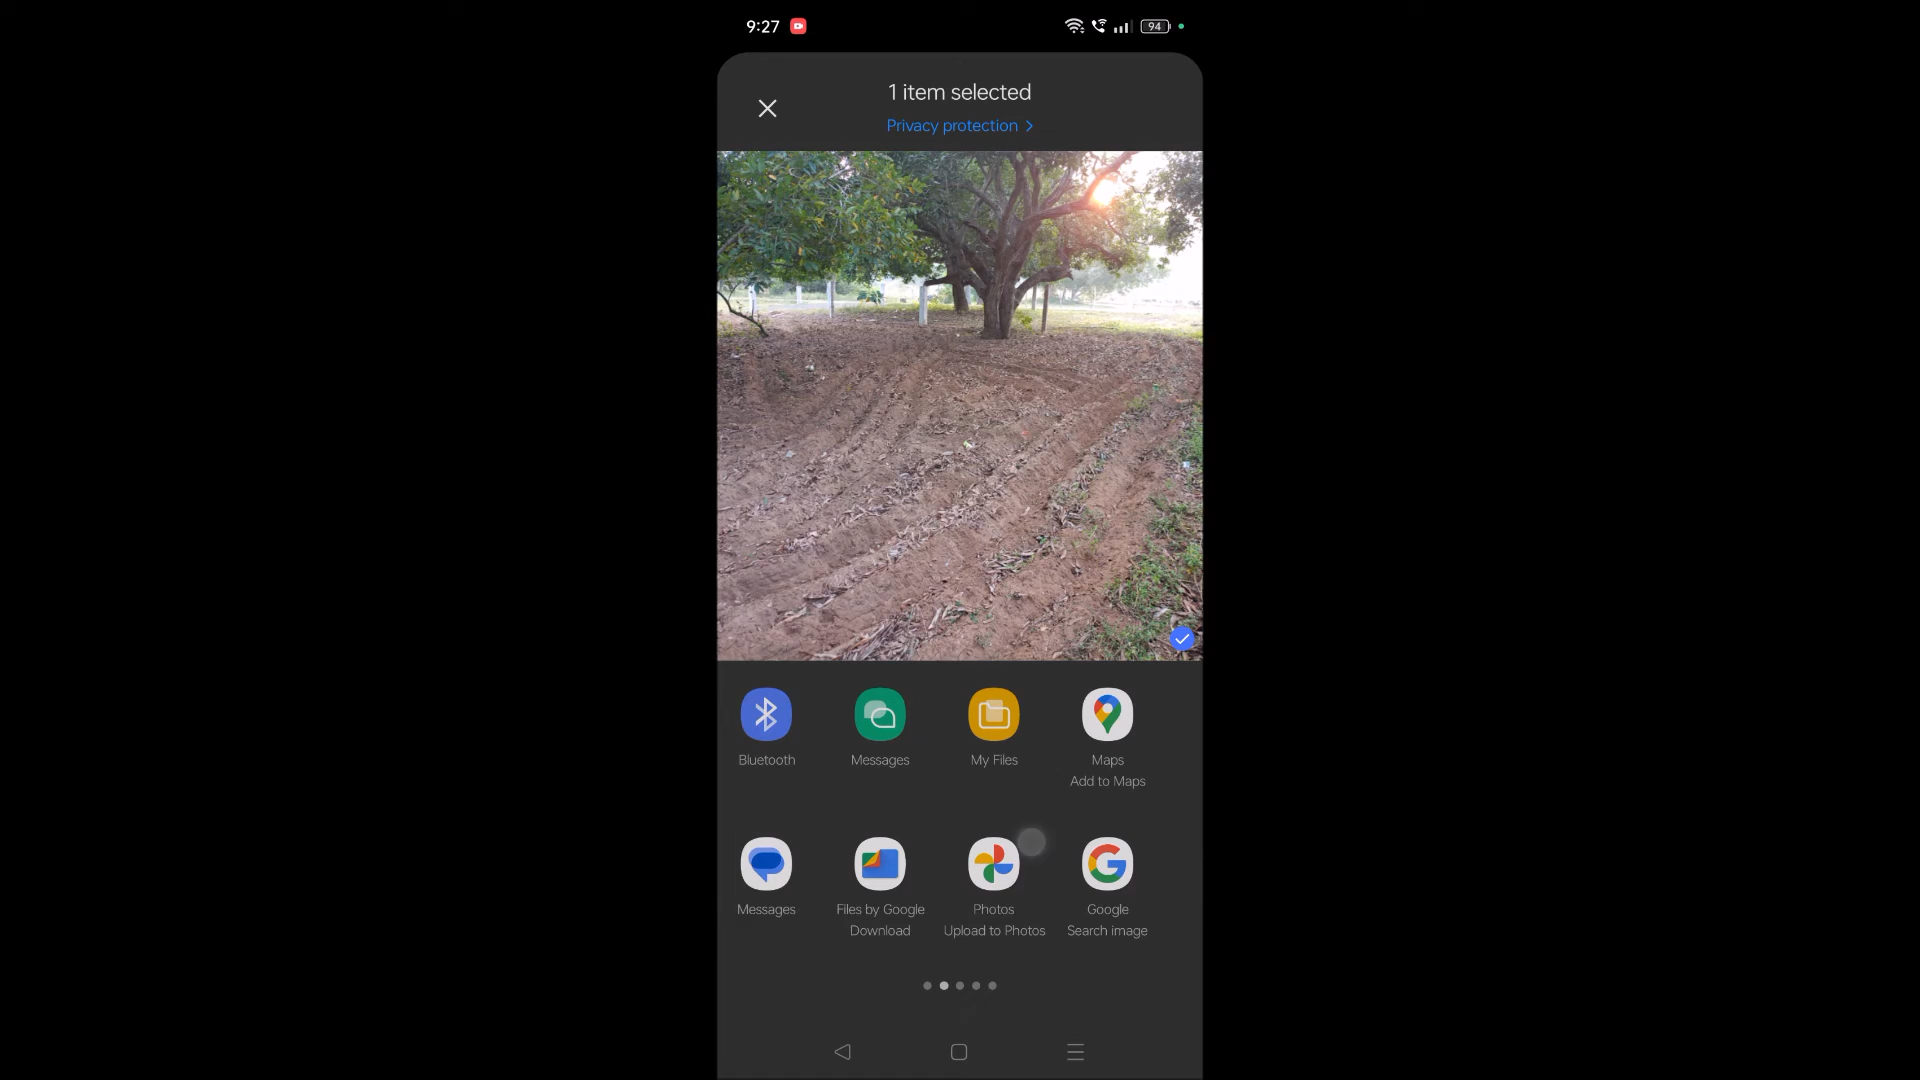 9:27
94
1 item selected
Privacy protection >
Bluetooth
Messages
My Files
Maps
Add to Maps
Messages
Files by Google
Download
Photos
Upload to Photos
Google
Search image